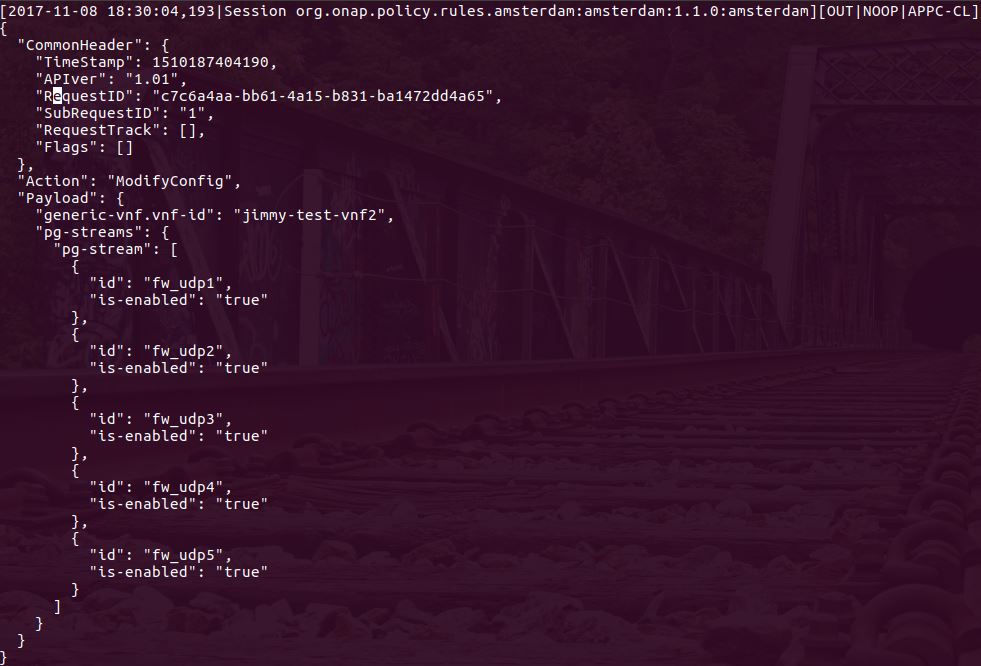 [2017-11-08 18:30:04,193|Session org.onap.policy.rules.amsterdam:amsterdam:1.1.0:amsterdam][OUT|NOOP|APPC-CL]
{
  "CommonHeader": {
    "TimeStamp": 1510187404190,
    "APIver": "1.01",
    "RequestID": "c7c6a4aa-bb61-4a15-b831-ba1472dd4a65",
    "SubRequestID": "1",
    "RequestTrack": [],
    "Flags": []
  },
  "Action": "ModifyConfig",
  "Payload": {
    "generic-vnf.vnf-id": "jimmy-test-vnf2",
    "pg-streams": {
      "pg-stream": [
        {
          "id": "fw_udp1",
          "is-enabled": "true"
        },
        {
          "id": "fw_udp2",
          "is-enabled": "true"
        },
        {
          "id": "fw_udp3",
          "is-enabled": "true"
        },
        {
          "id": "fw_udp4",
          "is-enabled": "true"
        },
        {
          "id": "fw_udp5",
          "is-enabled": "true"
        }
      ]
    }
  }
}